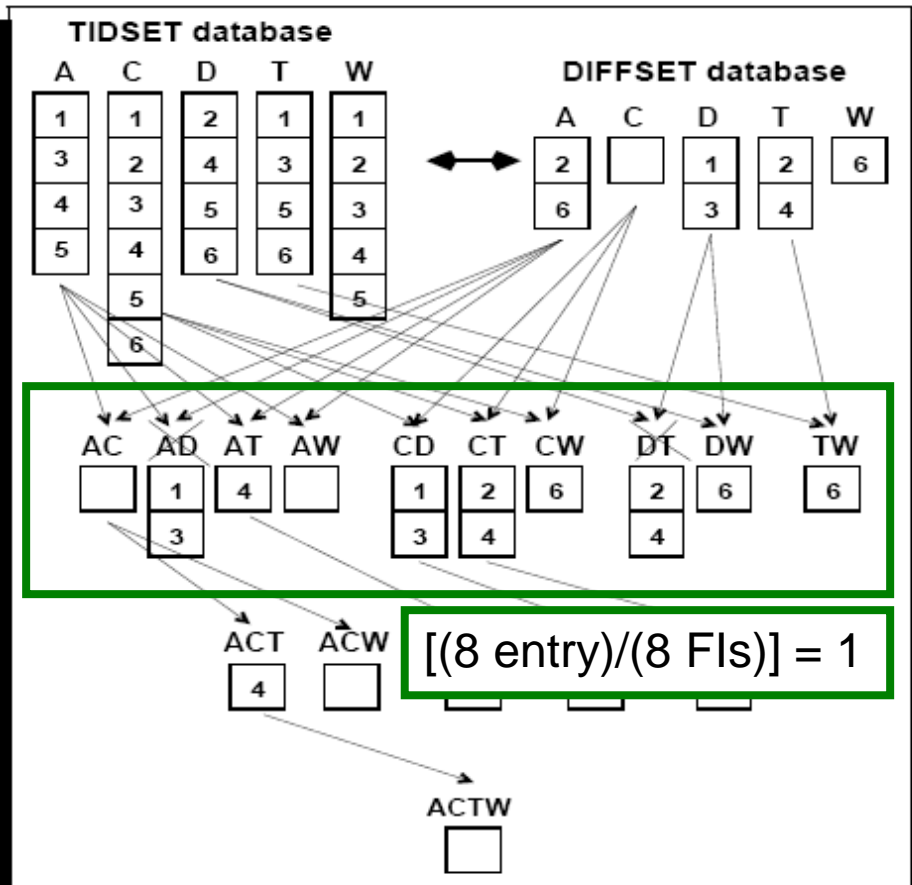 TIDSET database
A C D T W
1 1 2 1 1
3 2 4 3 2
4 3 5 5 3
5 4 6 6 4
5 5
6
DIFFSET database
A C D T W
2 1 2 6
6 3 4
AC AD AT AW CD CT CW DT DW TW
1 4 1 2 6 2 6 6
3 3 4 4
ACT ACW
4
[(8 entry)/(8 FIs)] = 1
ACTW